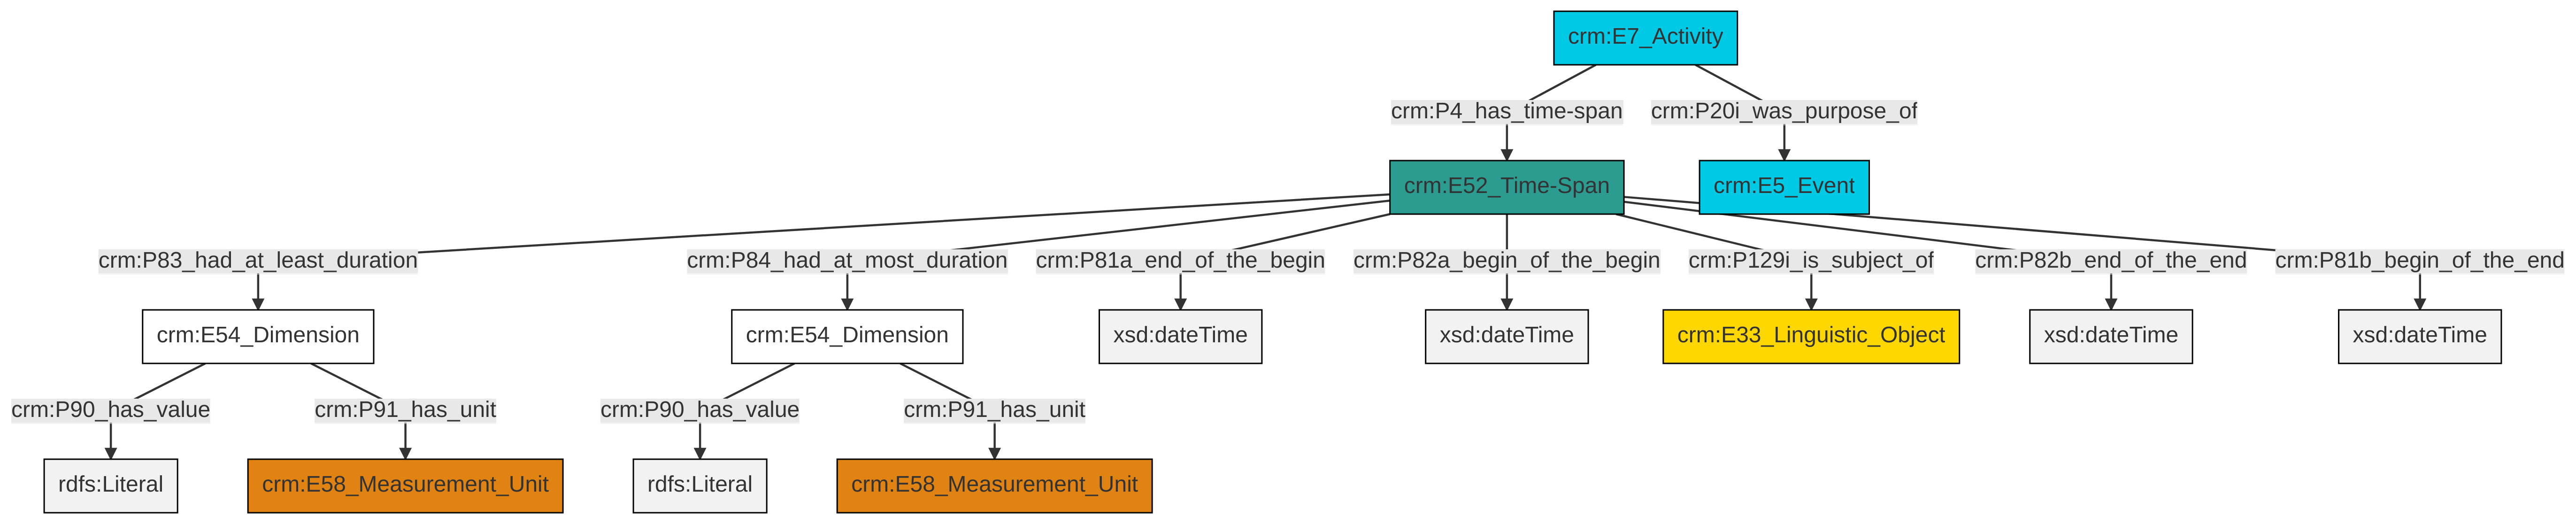 crm:E7_Activity
crm:P4_has_time-span
crm:P20i_was_purpose_of
crm:E52_Time-Span
crm:E5_Event
crm:P83_had_at_least_duration
crm:P84_had_at_most_duration
crm:P81a_end_of_the_begin
crm:P82a_begin_of_the_begin
crm:P129i_is_subject_of
crm:P82b_end_of_the_end
crm:P81b_begin_of_the_end
crm:E54_Dimension
crm:E54_Dimension
xsd:dateTime
xsd:dateTime
crm:E33_Linguistic_Object
xsd:dateTime
xsd:dateTime
crm:P90_has_value
crm:P91_has_unit
crm:P90_has_value
crm:P91_has_unit
rdfs:Literal
crm:E58_Measurement_Unit
rdfs:Literal
crm:E58_Measurement_Unit